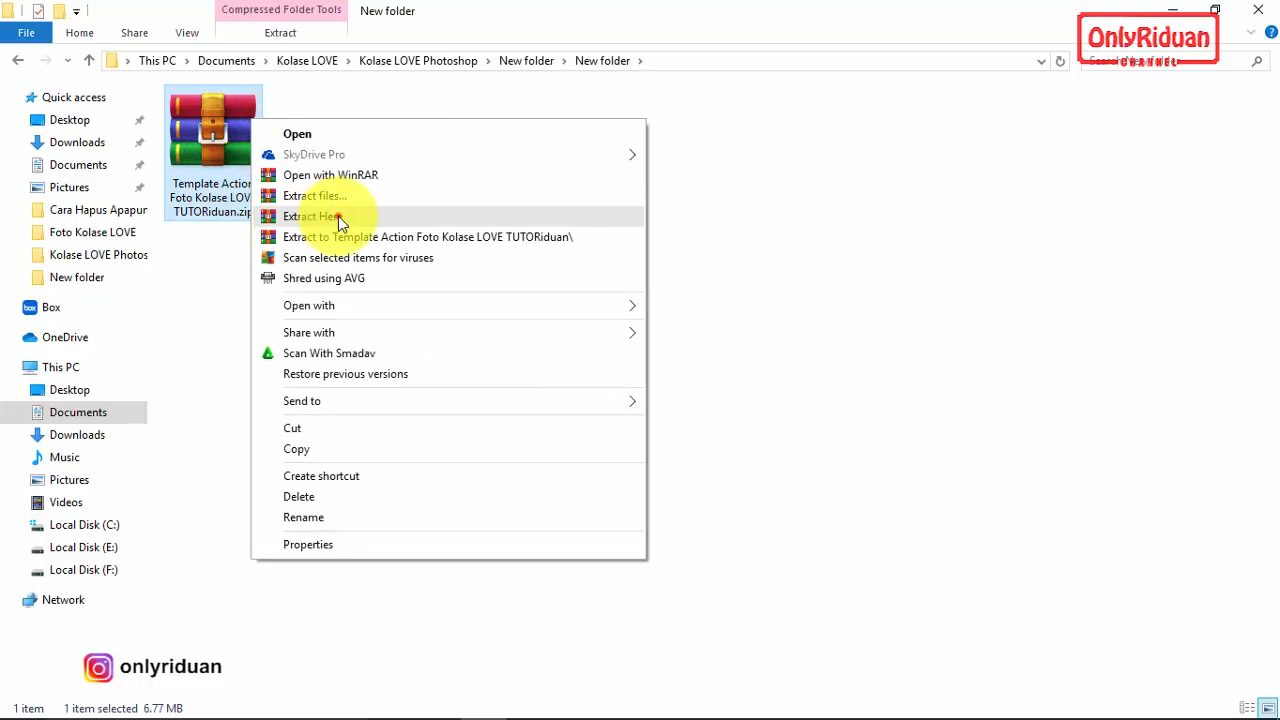 Compressed Folder Tools
New folder
File
Home
Share
View
Extract
OnlyRiduan
CHANNEL
This PC
Documents
Kolase LOVE
Kolase LOVE Photoshop
New folder
New folder
Quick access
Desktop
Downloads
Documents
Pictures
Cara Hapus Apapur
Foto Kolase LOVE
Kolase LOVE Photos
New folder
Box
OneDrive
This PC
Desktop
Documents
Downloads
Music
Pictures
Videos
Local Disk (C:)
Local Disk (E:)
Local Disk (F:)
Network
Template Action
Foto Kolase LOV
TUTORiduan.zip
Open
SkyDrive Pro
Open with WinRAR
Extract files...
Extract Here
Extract to Template Action Foto Kolase LOVE TUTORiduan\
Scan selected items for viruses
Shred using AVG
Open with
Share with
Scan With Smadav
Restore previous versions
Send to
Cut
Copy
Create shortcut
Delete
Rename
Properties
onlyriduan
1 item
1 item selected 6.77 MB